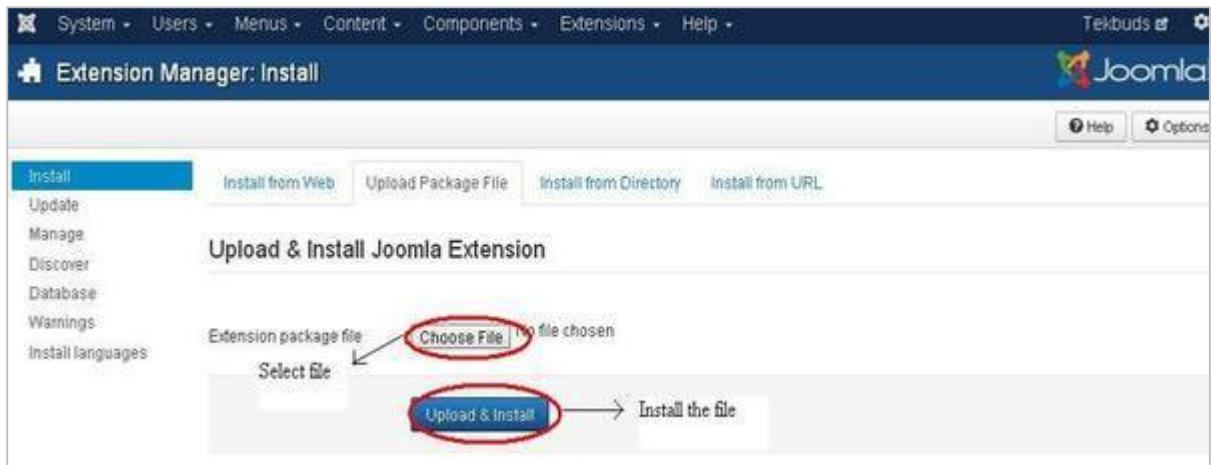 System Users Menus Content Components Extensions Help Tekbuds
Extension Manager: Install Joomla
Help Options
Install
Update
Manage
Discover
Database
Warnings
Install languages
Install from Web Upload Package File Install from Directory Install from URL
Upload & Install Joomla Extension
Extension package file Choose File No file chosen
Select file
Upload & Install Install the file